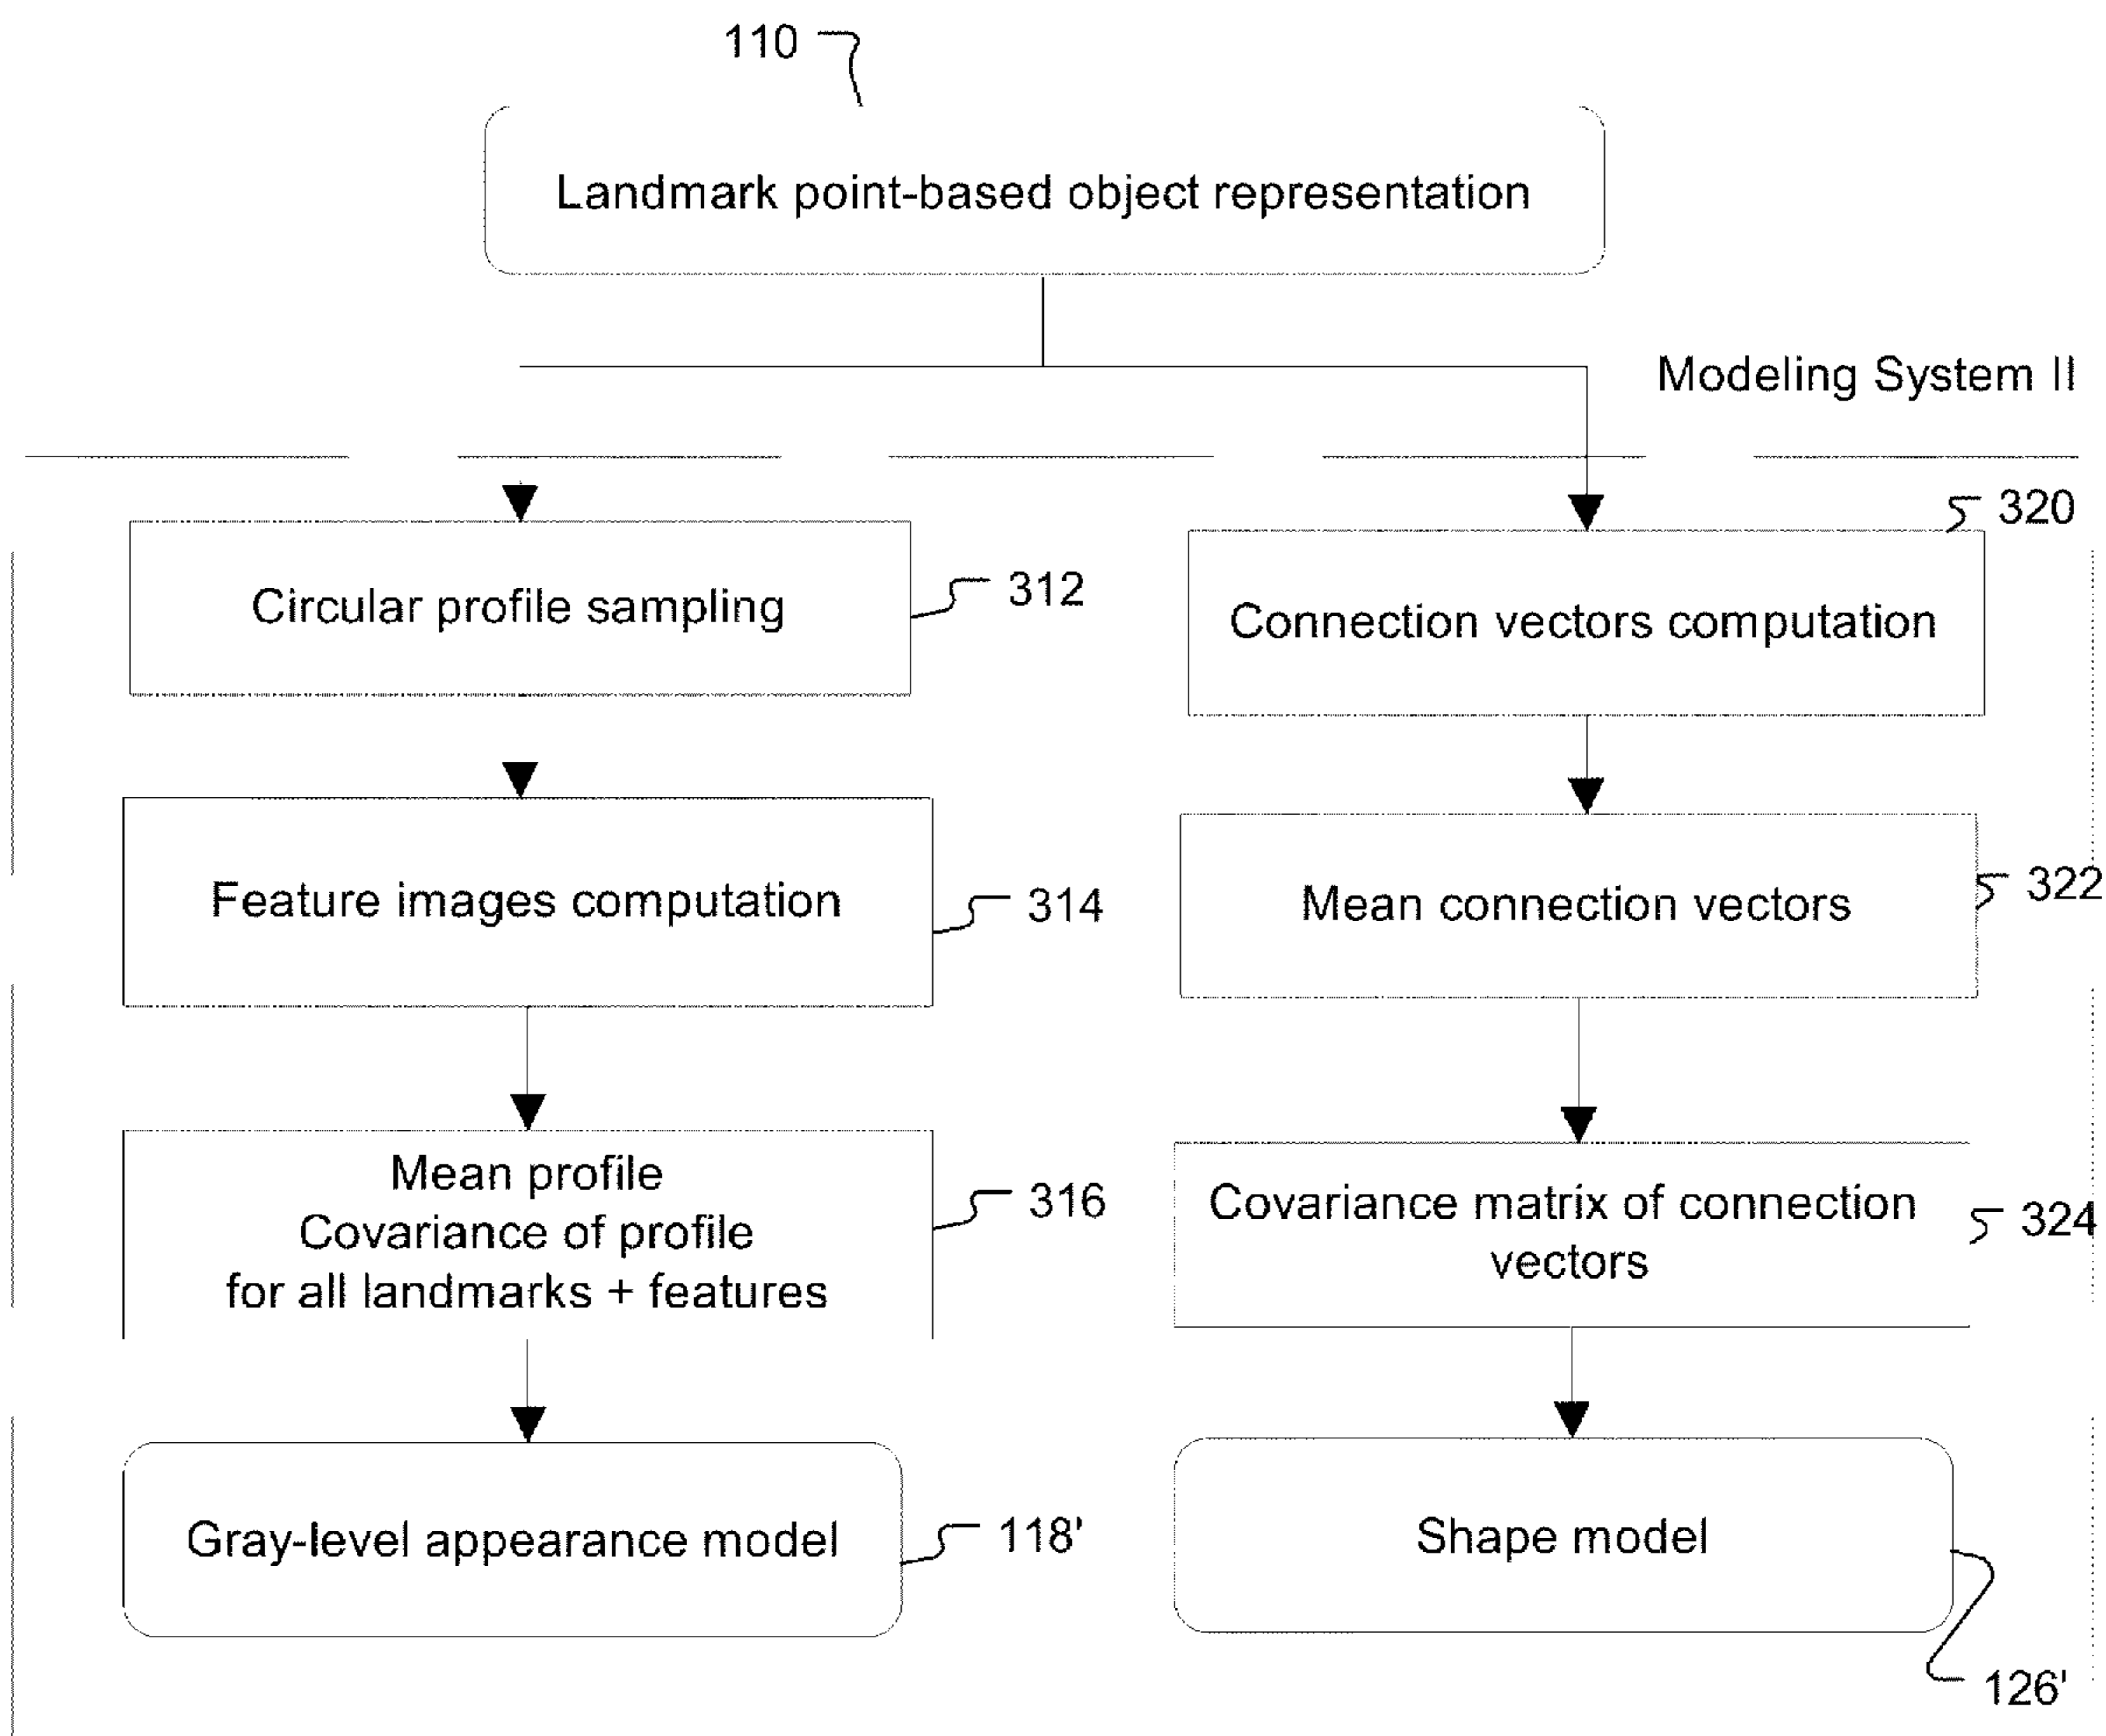 110
Landmark point-based object representation
Modeling System II
Circular profile sampling
312
Connection vectors computation
320
Feature images computation
314
Mean connection vectors
322
Mean profile
Covariance of profile
for all landmarks + features
316
Covariance matrix of connection
vectors
324
Gray-level appearance model
118'
Shape model
126'